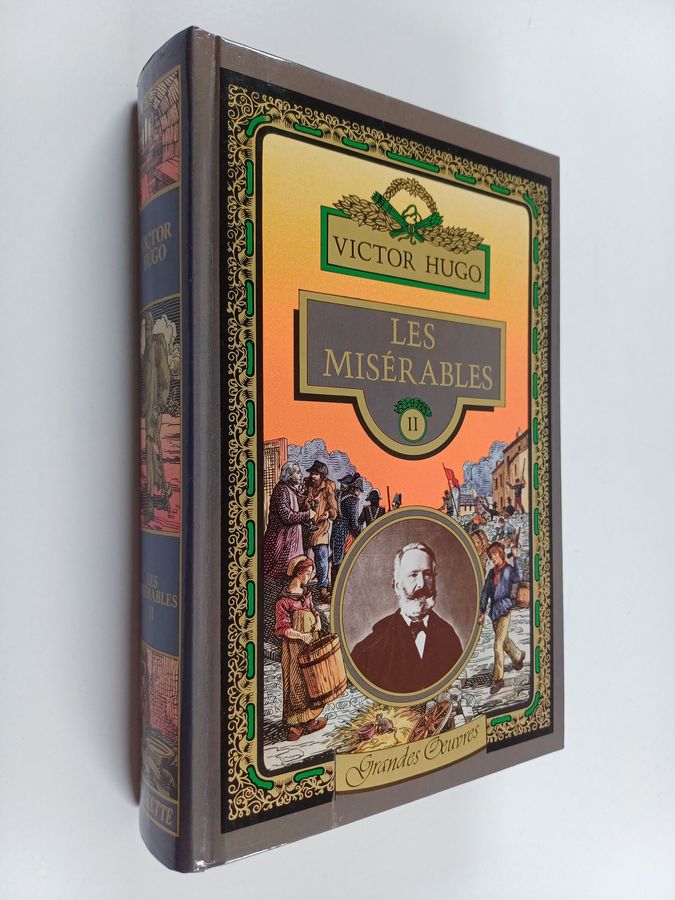 VICTOR HUGO
LES
MISÉRABLES
II
Grandes Œuvres
VICTOR
HUGO
LES
MISÉRABLES
II